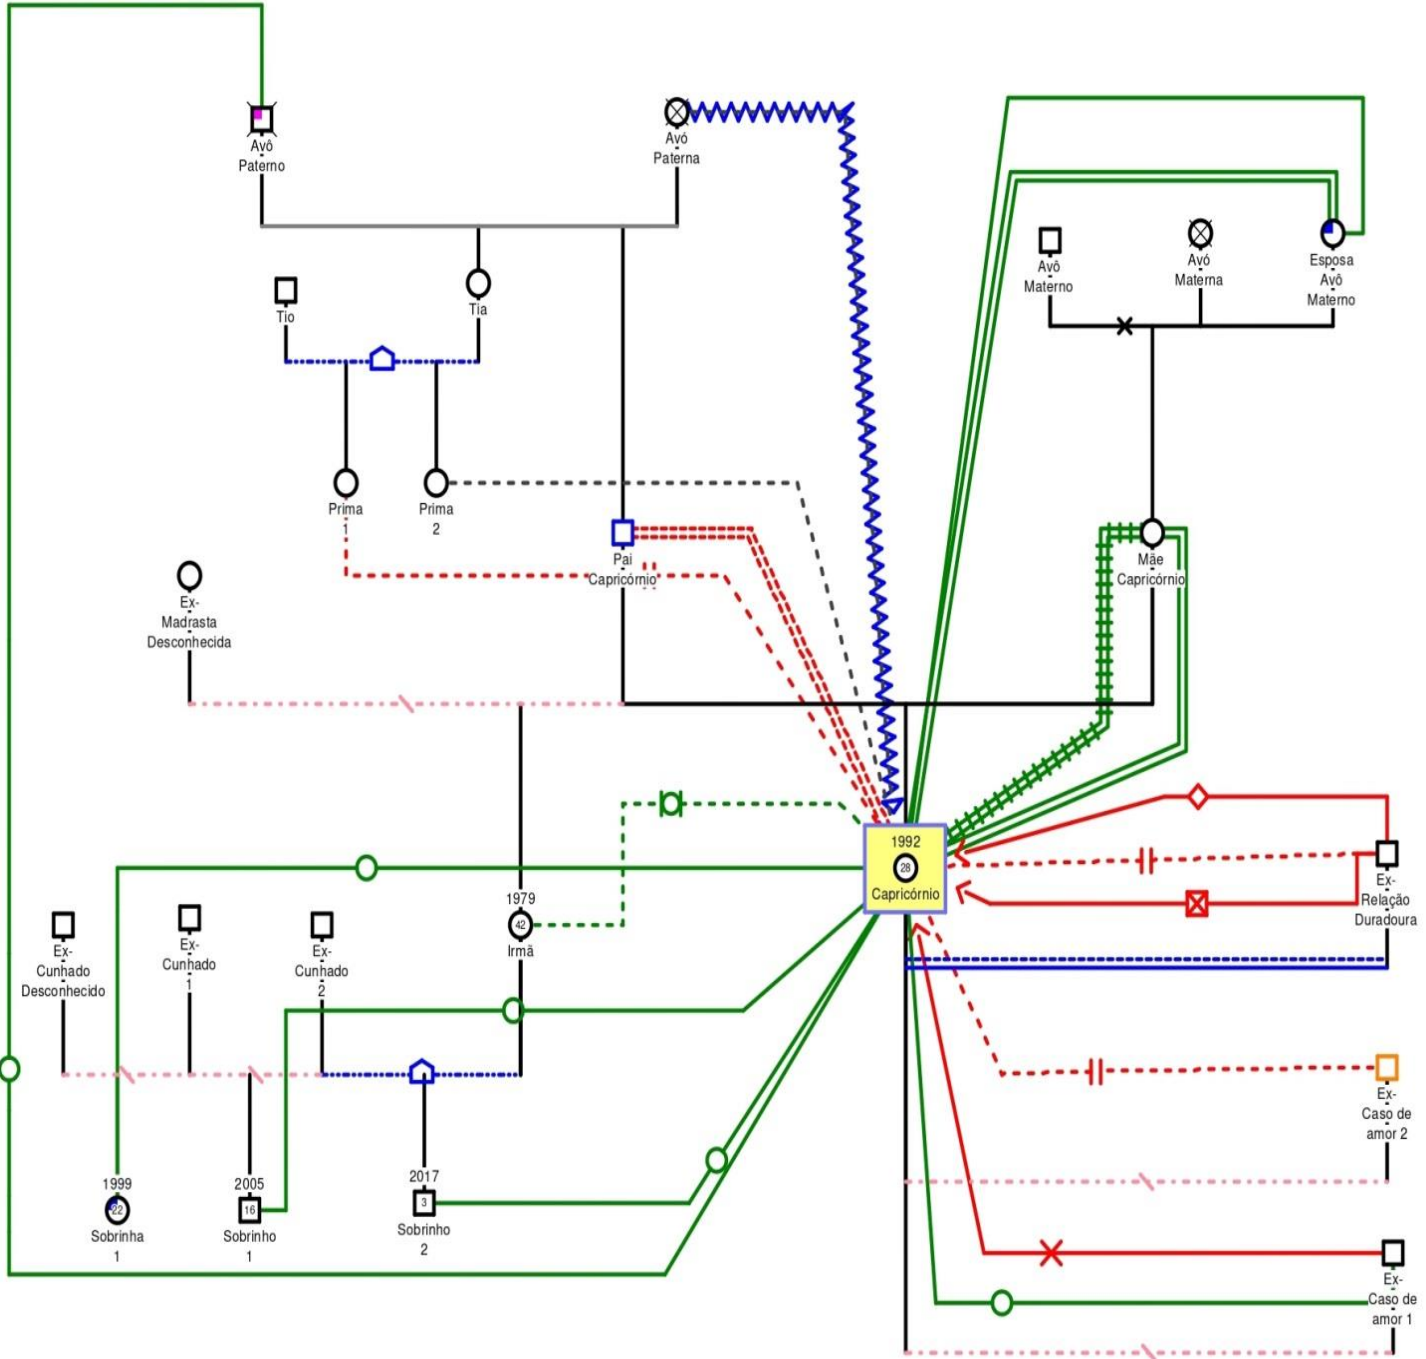 Avô
Paterno
Avó
Paterna
Avô
Materno
Avó
Materna
Esposa
Avô
Materno
Tio
Tia
Prima
1
Prima
2
Pai
Capricórnio
Mãe
Capricórnio
Ex-
Madrasta
Desconhecida
1992
28
Capricórnio
Ex-
Relação
Duradoura
1979
42
Irmã
Ex-
Cunhado
Desconhecido
Ex-
Cunhado
1
Ex-
Cunhado
2
Ex-
Caso de
amor 2
1999
22
Sobrinha
1
2005
16
Sobrinho
1
2017
3
Sobrinho
2
Ex-
Caso de
amor 1